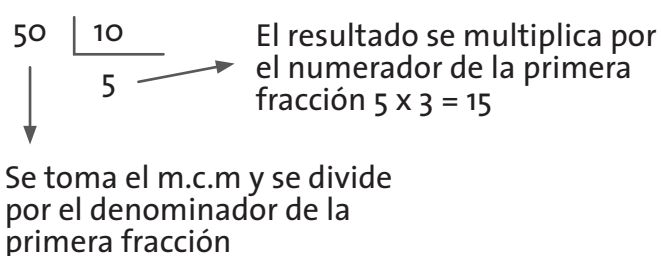 50 10
5
El resultado se multiplica por
el numerador de la primera
fracción 5 x 3 = 15
Se toma el m.c.m y se divide
por el denominador de la
primera fracción